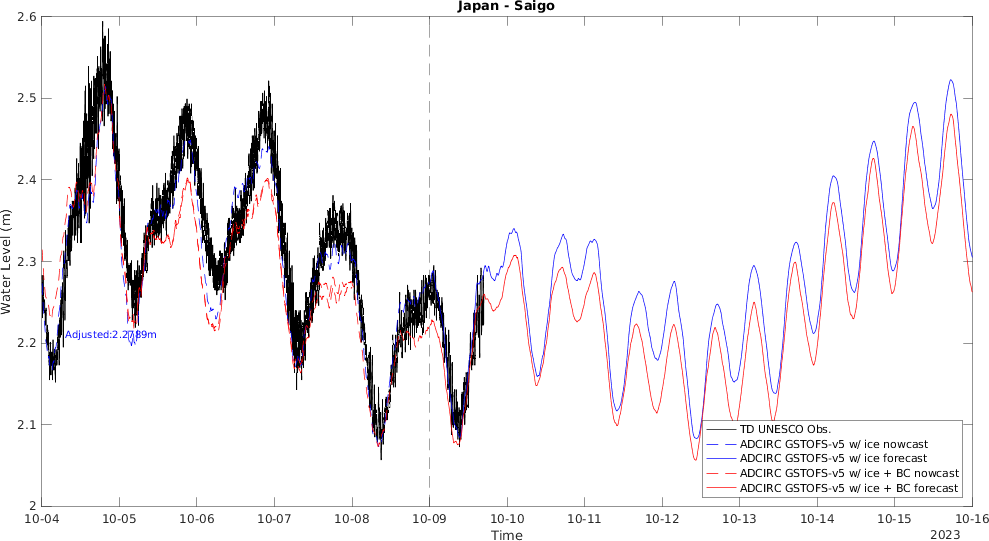 Japan - Saigo
2.6
2.5
2.4
2.3
2.2
2.1
2
Water Level (m)
Adjusted:2.2789m
TD UNESCO Obs.
ADCIRC GSTOFS-v5 w/ ice nowcast
ADCIRC GSTOFS-v5 w/ ice forecast
ADCIRC GSTOFS-v5 w/ ice + BC nowcast
ADCIRC GSTOFS-v5 w/ ice + BC forecast
10-04 10-05 10-06 10-07 10-08 10-09 10-10 10-11 10-12 10-13 10-14 10-15 10-16
Time
2023